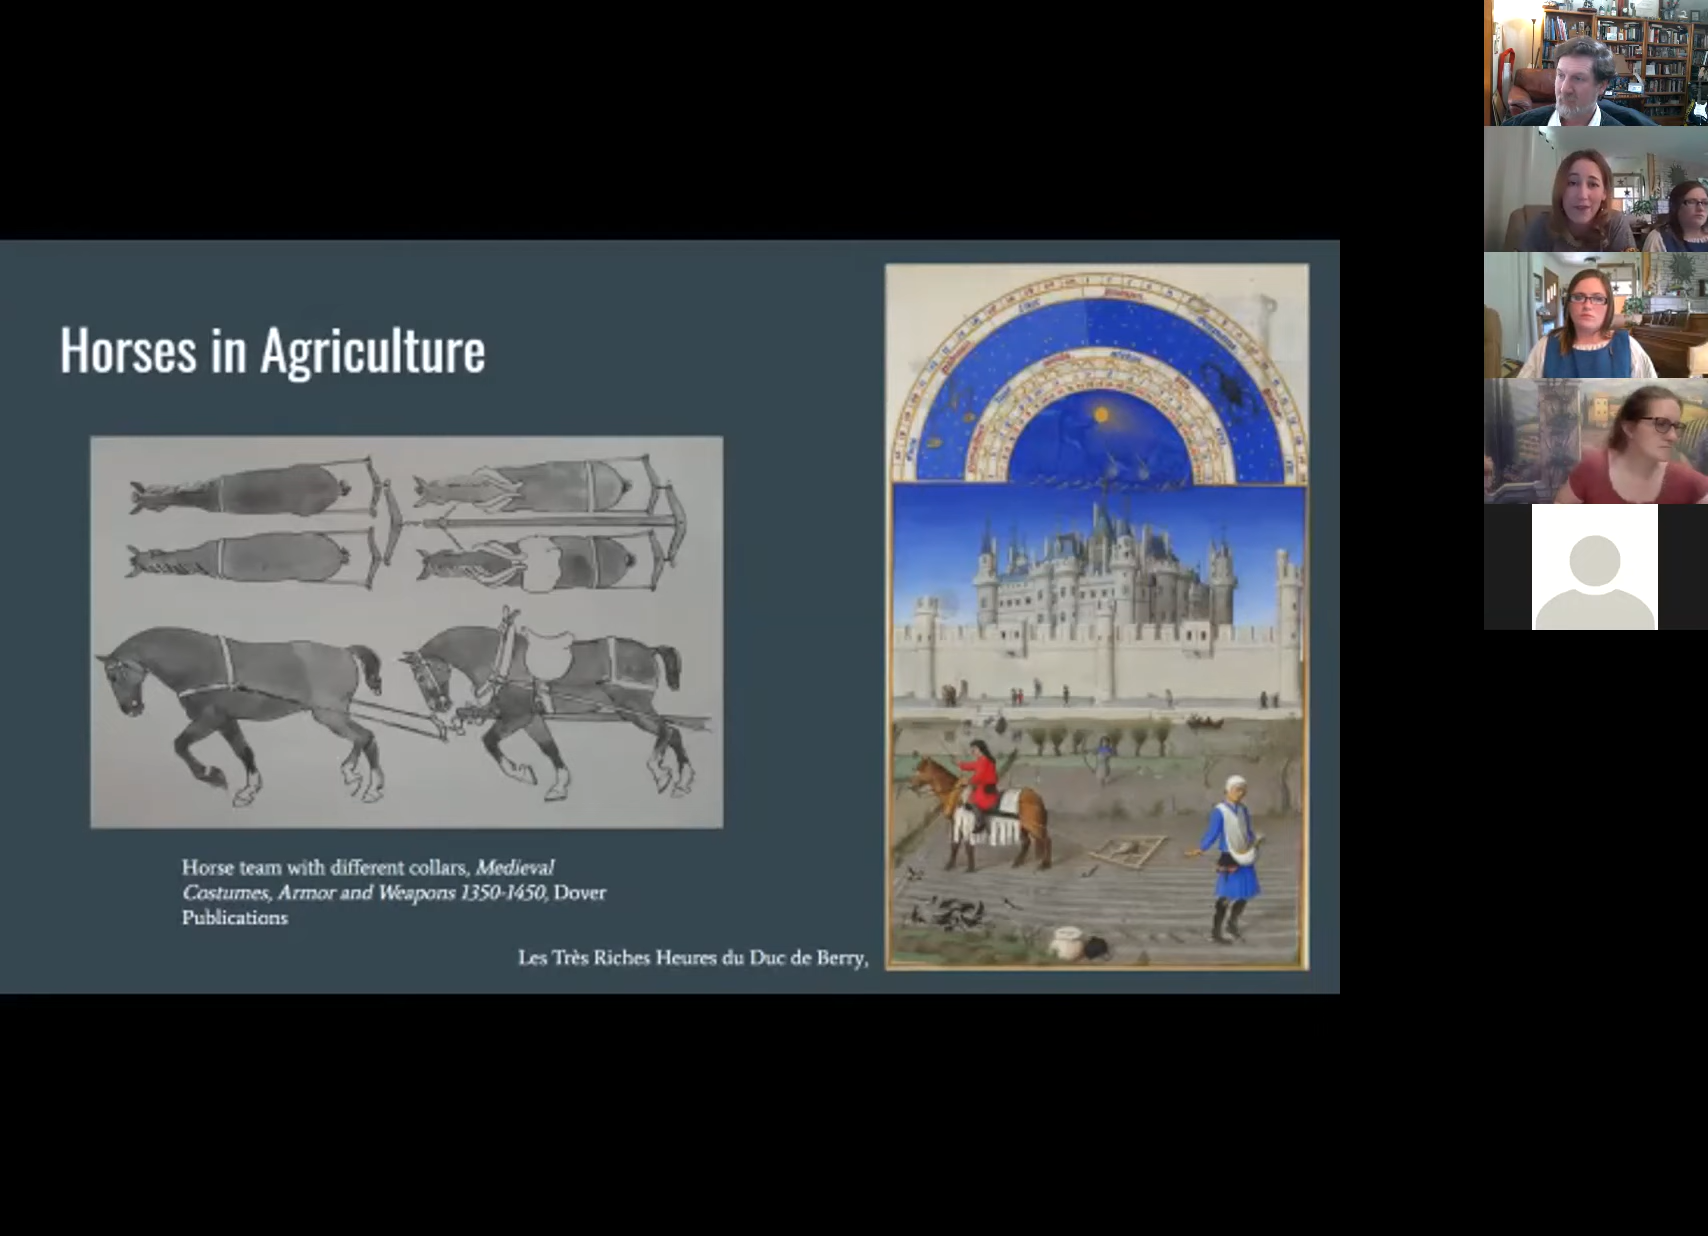 Horses in Agriculture
Horse team with different collars, Medieval
Costumes, Armor and Weapons 1350-1450, Dover
Publications
Les Très Riches Heures du Duc de Berry,